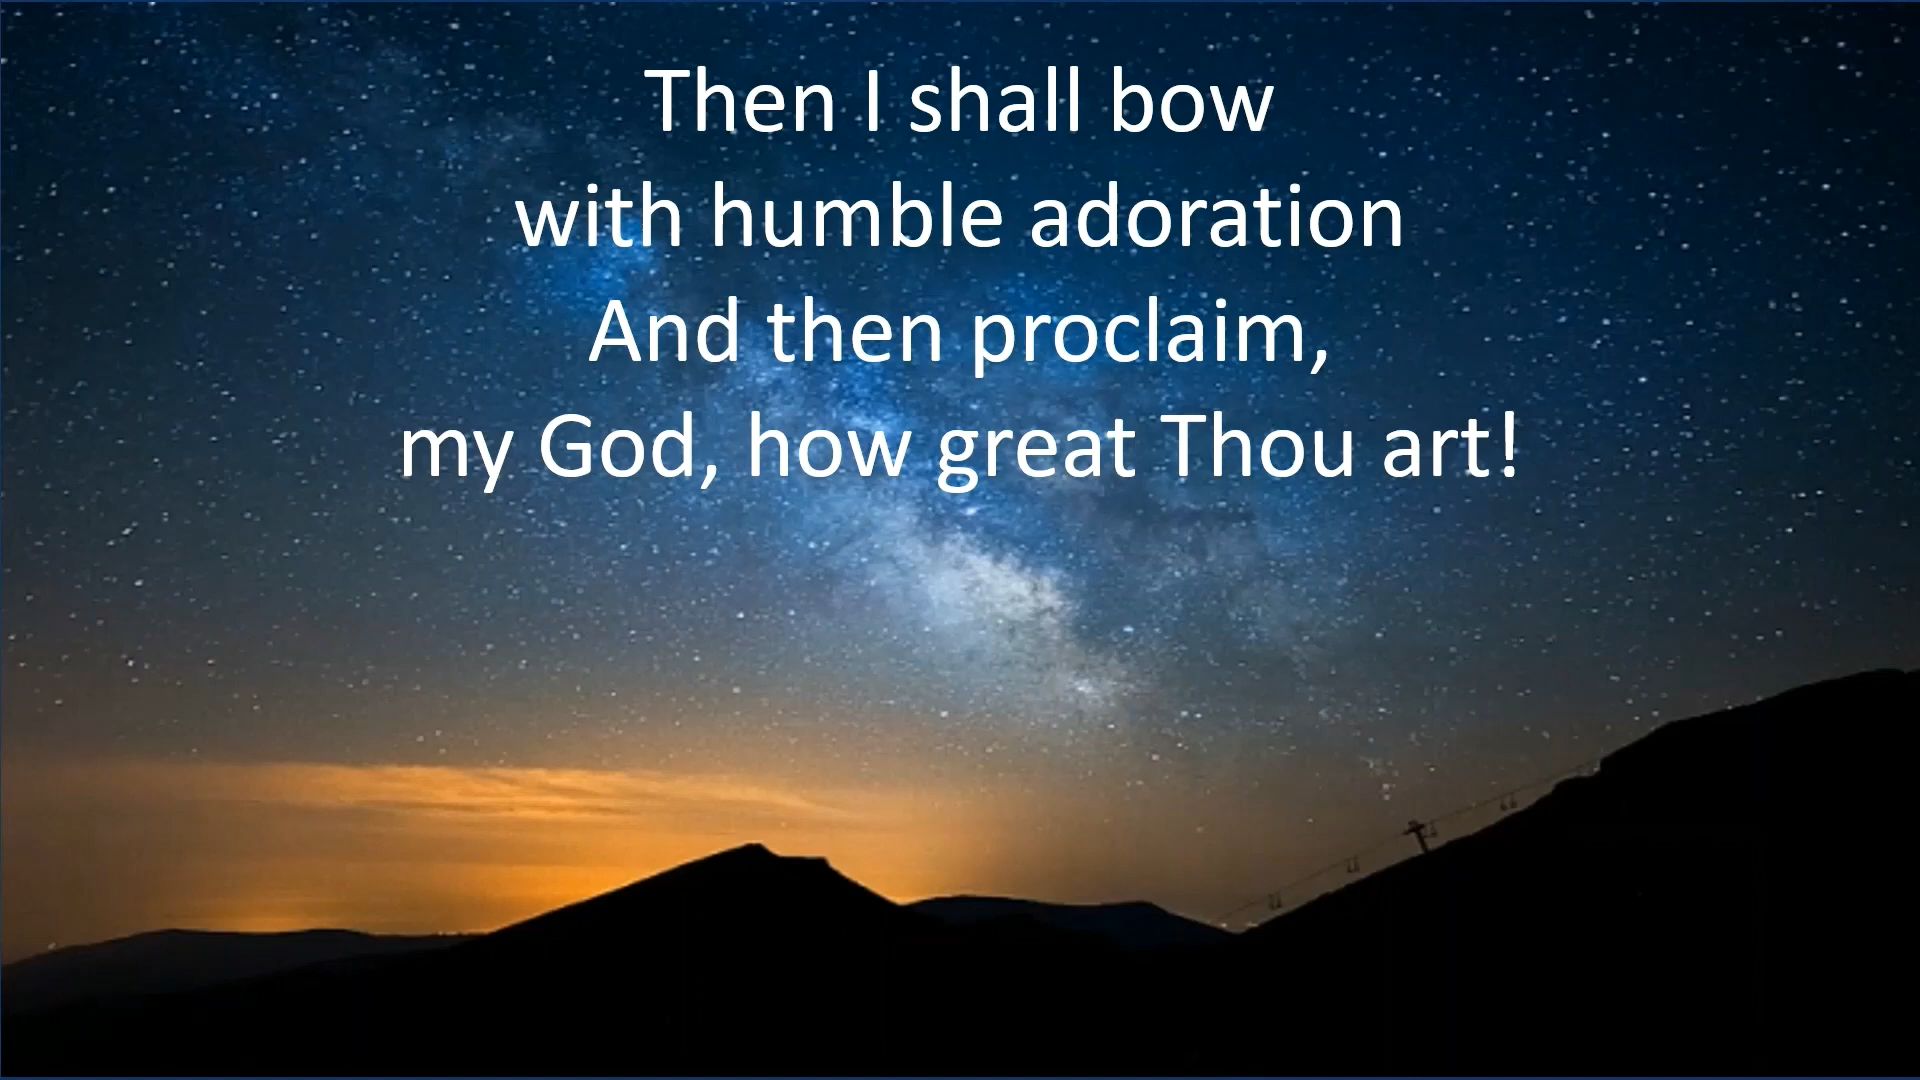 Then I shall bow
with humble adoration
And then proclaim,
my God, how great Thou art!